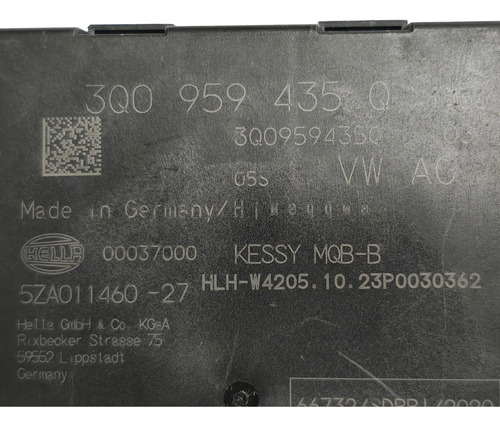 3Q0 959 435 Q
3Q0959435Q
05S VW AG
Made in Germany/
HELLA 00037000 KESSY MQB-B
5ZA011460-27 HLH-W4205.10.23P0030362
Hella GmbH & Co. KGaA
Rixbecker Strasse 75
59552 Lippstadt
Germany